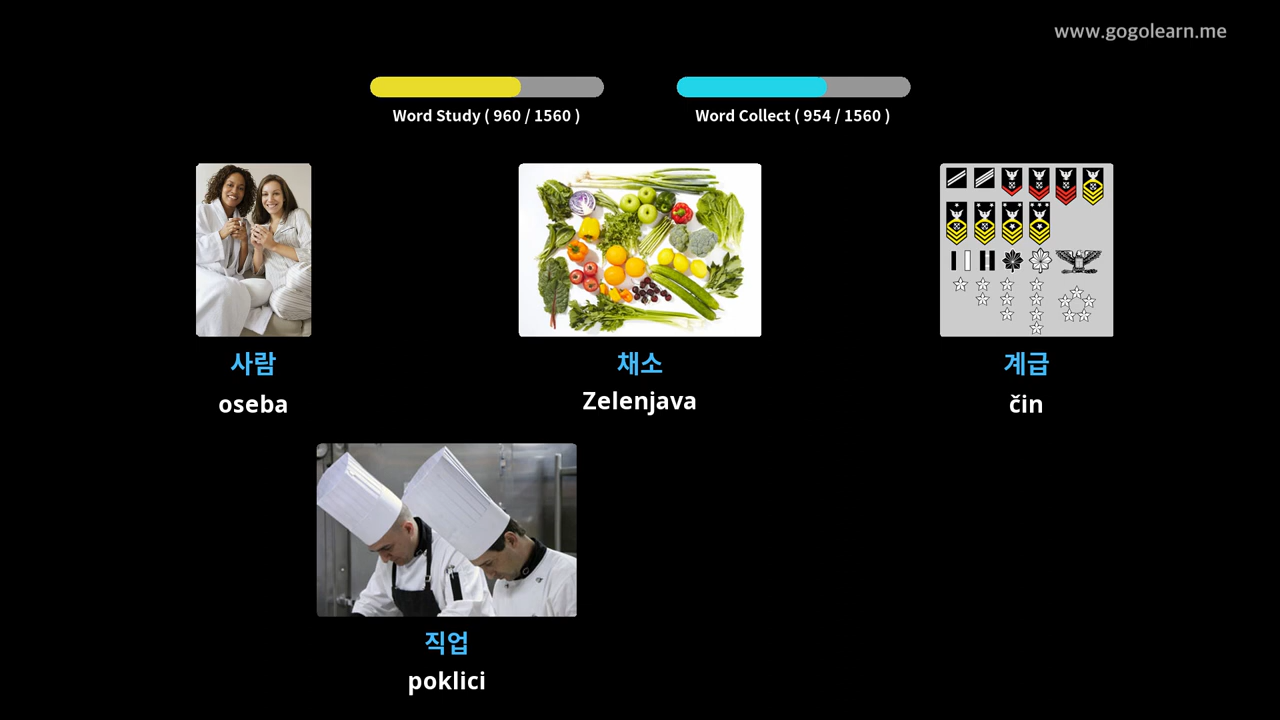 www.gogolearn.me
Word Study ( 960 / 1560 )
Word Collect ( 954 / 1560 )
사람
oseba
채소
Zelenjava
계급
čin
직업
poklici